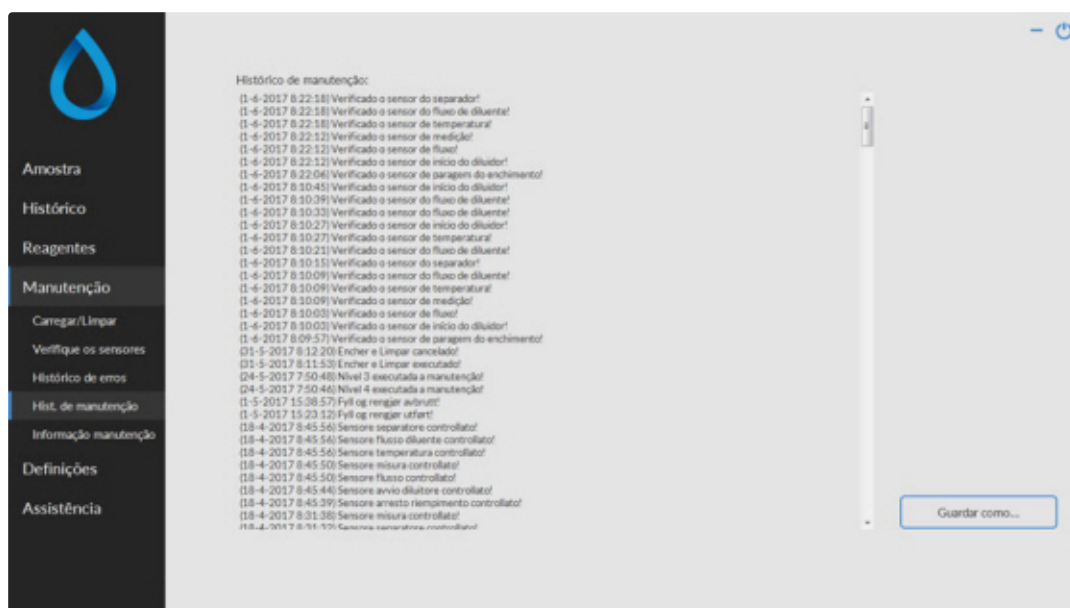 Amostra
Histórico
Reagentes
Manutenção
Carregar/Limpar
Verifique os sensores
Histórico de erros
Hist. de manutenção
Informação manutenção
Definições
Assistência
Histórico de manutenção:
(1-6-2017 8:22:18) Verificado o sensor do separador!
(1-6-2017 8:22:18) Verificado o sensor do fluxo de diluente!
(1-6-2017 8:22:18) Verificado o sensor de temperatura!
(1-6-2017 8:22:12) Verificado o sensor de medição!
(1-6-2017 8:22:12) Verificado o sensor de fluxo!
(1-6-2017 8:22:12) Verificado o sensor de início do diluidor!
(1-6-2017 8:22:06) Verificado o sensor de paragem do enchimento!
(1-6-2017 8:10:45) Verificado o sensor de início do diluidor!
(1-6-2017 8:10:39) Verificado o sensor do fluxo de diluente!
(1-6-2017 8:10:33) Verificado o sensor do fluxo de diluente!
(1-6-2017 8:10:27) Verificado o sensor de início do diluidor!
(1-6-2017 8:10:27) Verificado o sensor de temperatura!
(1-6-2017 8:10:21) Verificado o sensor do fluxo de diluente!
(1-6-2017 8:10:15) Verificado o sensor do separador!
(1-6-2017 8:10:09) Verificado o sensor do fluxo de diluente!
(1-6-2017 8:10:09) Verificado o sensor de temperatura!
(1-6-2017 8:10:09) Verificado o sensor de medição!
(1-6-2017 8:10:03) Verificado o sensor de fluxo!
(1-6-2017 8:10:03) Verificado o sensor de início do diluidor!
(1-6-2017 8:09:57) Verificado o sensor de paragem do enchimento!
(31-5-2017 8:12:20) Encher e Limpar cancelado!
(31-5-2017 8:11:53) Encher e Limpar executado!
(24-5-2017 7:50:48) Nível 3 executada a manutenção!
(24-5-2017 7:50:46) Nível 4 executada a manutenção!
(1-5-2017 15:38:57) Fyll og rengjør avbrutt!
(1-5-2017 15:23:12) Fyll og rengjør utført!
(18-4-2017 8:45:56) Sensore separatore controllato!
(18-4-2017 8:45:56) Sensore flusso diluente controllato!
(18-4-2017 8:45:56) Sensore temperatura controllato!
(18-4-2017 8:45:50) Sensore misura controllato!
(18-4-2017 8:45:50) Sensore flusso controllato!
(18-4-2017 8:45:44) Sensore avvio diluitore controllato!
(18-4-2017 8:45:39) Sensore arresto riempimento controllato!
(18-4-2017 8:31:38) Sensore misura controllato!
(18-4-2017 8:31:32) Sensore separatore controllato!
Guardar como...